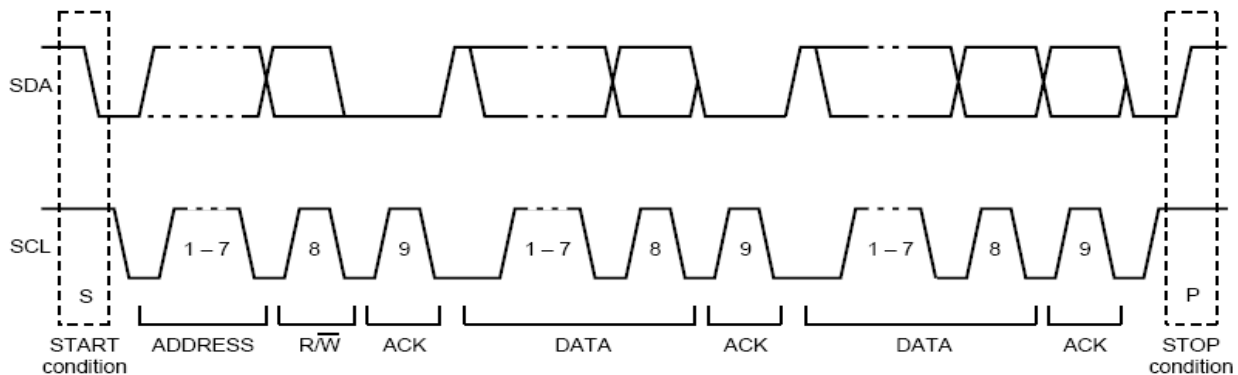 SDA
SCL
1 – 7 8 9 1 – 7 8 9 1 – 7 8 9
S P
START condition ADDRESS R/W̅ ACK DATA ACK DATA ACK STOP condition